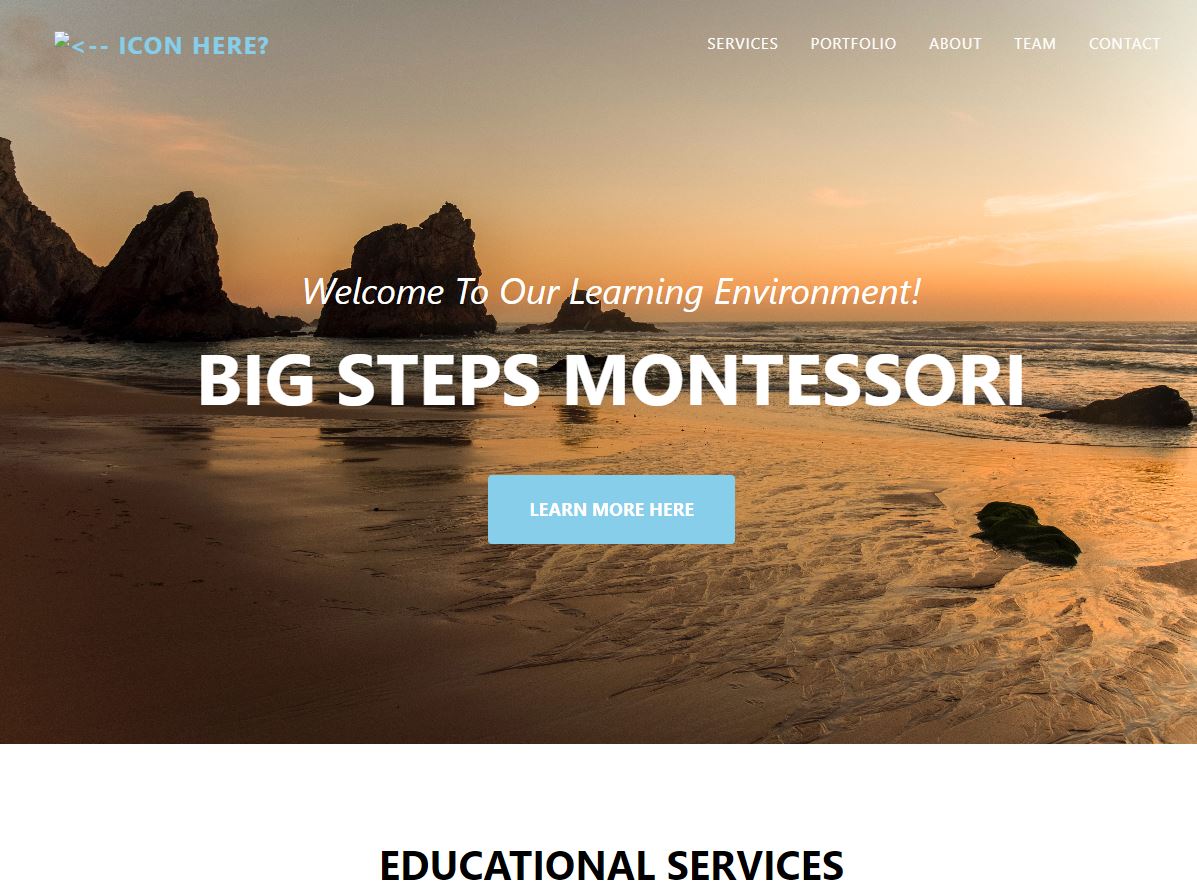 <-- ICON HERE?
SERVICES PORTFOLIO ABOUT TEAM CONTACT
Welcome To Our Learning Environment!
BIG STEPS MONTESSORI
LEARN MORE HERE
EDUCATIONAL SERVICES